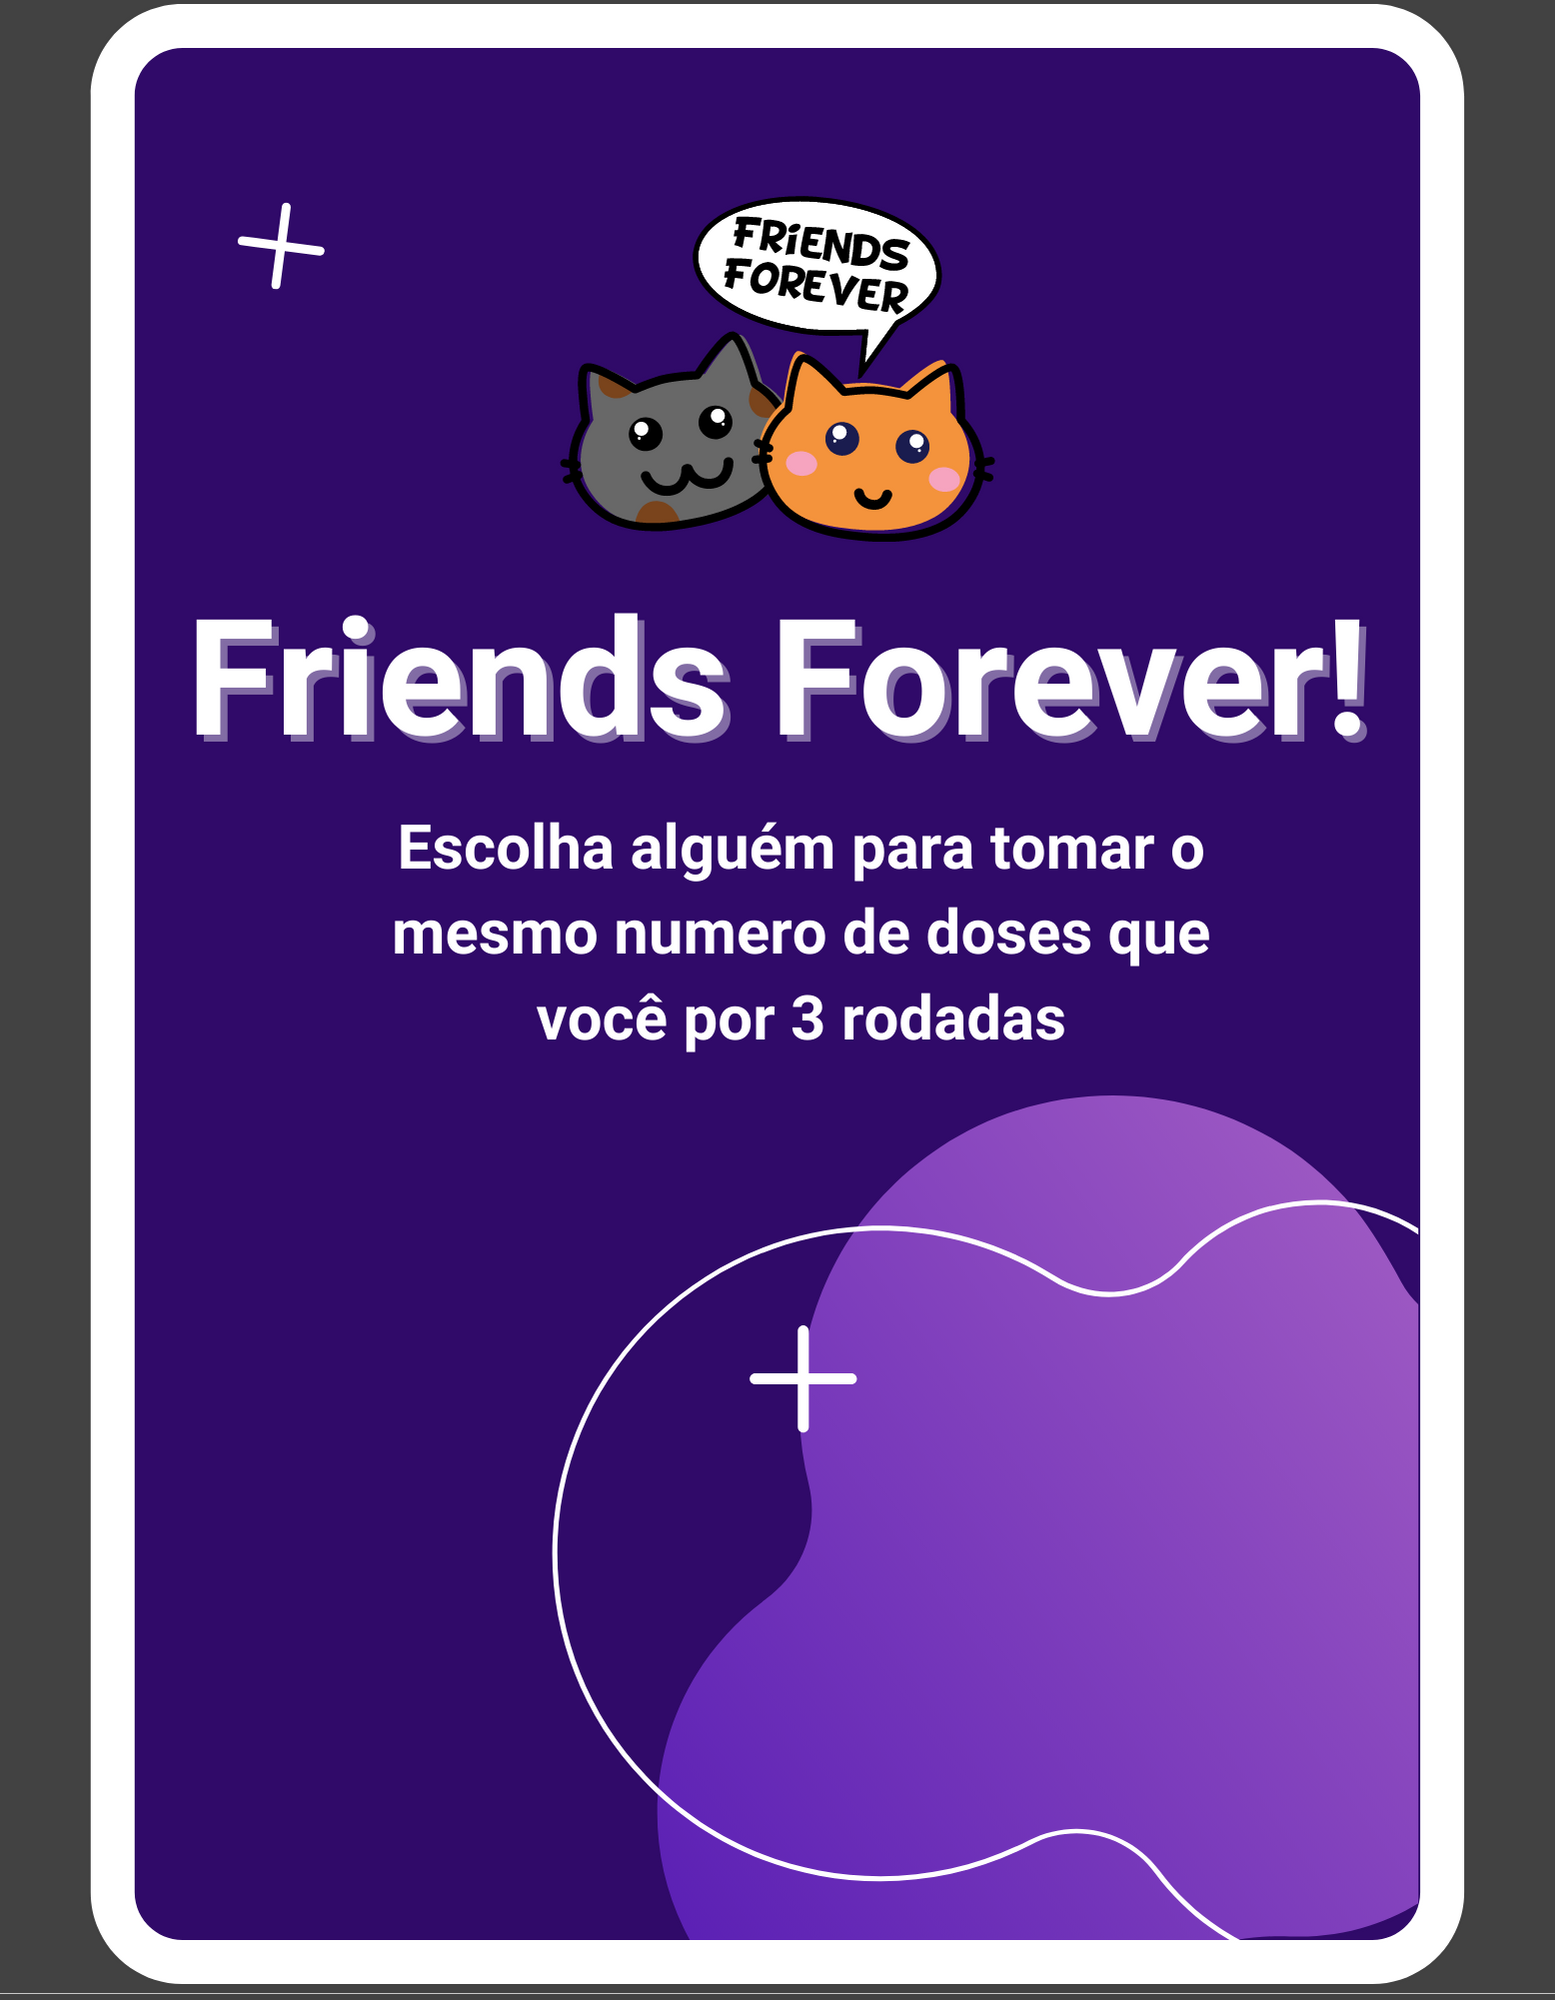 FRiENDS
FOREVER
Friends Forever!
Escolha alguém para tomar o
mesmo numero de doses que
você por 3 rodadas